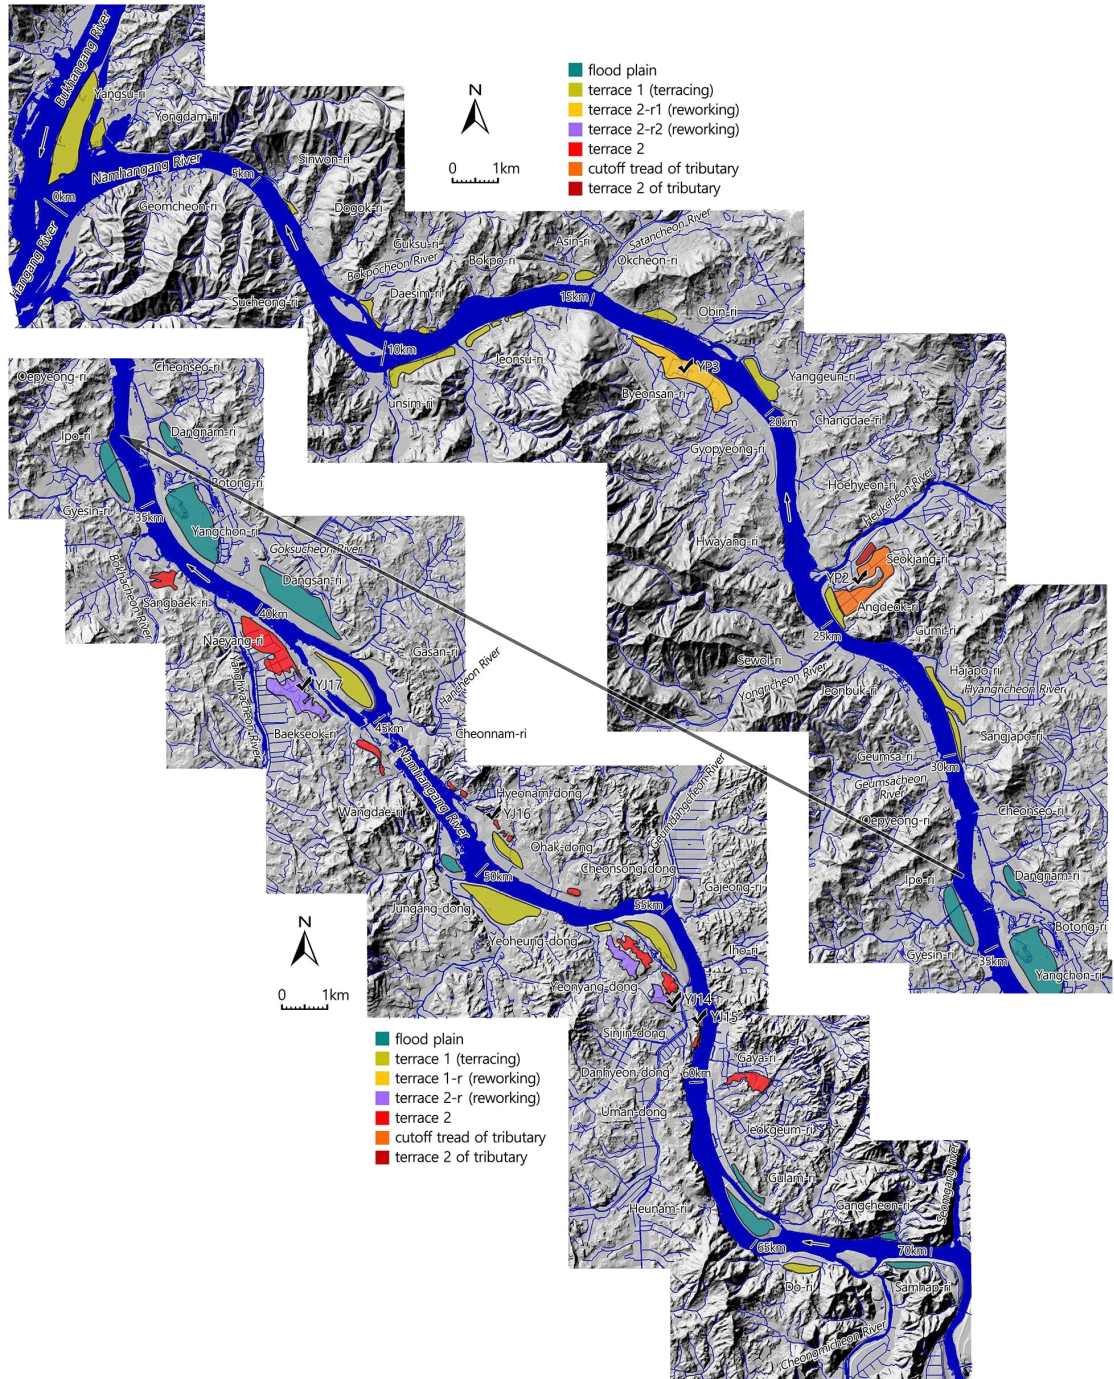 Bukhangang River
Yangsu-ri
Yongdam-ri
N
0 1km
flood plain
terrace 1 (terracing)
terrace 2-r1 (reworking)
terrace 2-r2 (reworking)
terrace 2
cutoff tread of tributary
terrace 2 of tributary
Namhangang River
Sinwon-ri
5km
0km
Geomcheon-ri
Dogok-ri
Hangang River
Guksu-ri
Bokpocheon River
Bokpo-ri
Asin-ri
Satancheon River
Okcheon-ri
Sucheong-ri
Daesim-ri
15km
Obin-ri
10km
Jeonsu-ri
YP3
Yanggeun-ri
Byeonsan-ri
unsim-ri
20km
Changdae-ri
Gyopyeong-ri
Hoehyeon-ri
Heukcheon River
Hwayang-ri
Seokjang-ri
YP2
Angdeok-ri
25km
Gumi-ri
Sewol-ri
Yongricheon River
Jeonbuk-ri
Hajapo-ri
Hyangricheon River
Sangjapo-ri
Geumsa-ri
30km
Geumsacheon
River
Oepyeong-ri
Cheonseo-ri
Ipo-ri
Dangnam-ri
Botong-ri
Gyesin-ri
35km
Yangchon-ri
Oepyeong-ri
Cheonseo-ri
Ipo-ri
Dangnam-ri
Botong-ri
Gyesin-ri
35km
Yangchon-ri
Goksucheon River
Bokhacheon River
Dangsan-ri
Sangbaek-ri
40km
Naeyang-ri
Gasan-ri
Hancheon River
YJ17
Baekseok-ri
45km
Cheonnam-ri
Namhangang River
Wangdae-ri
Hyeonam-dong
YJ16
Geumdangcheon River
Ohak-dong
Cheonsong-dong
50km
Gajeong-ri
Jungang-dong
55km
Yeoheung-dong
Iho-ri
Yeonyang-dong
YJ14
YJ15
Sinjin-dong
Gaya-ri
Danhyeon-dong
60km
Uman-dong
Jeokgeum-ri
Gulam-ri
Heunam-ri
Gangcheon-ri
Seomgang River
65km
70km
Do-ri
Samhap-ri
Cheongmicheon River
N
0 1km
flood plain
terrace 1 (terracing)
terrace 1-r (reworking)
terrace 2-r (reworking)
terrace 2
cutoff tread of tributary
terrace 2 of tributary